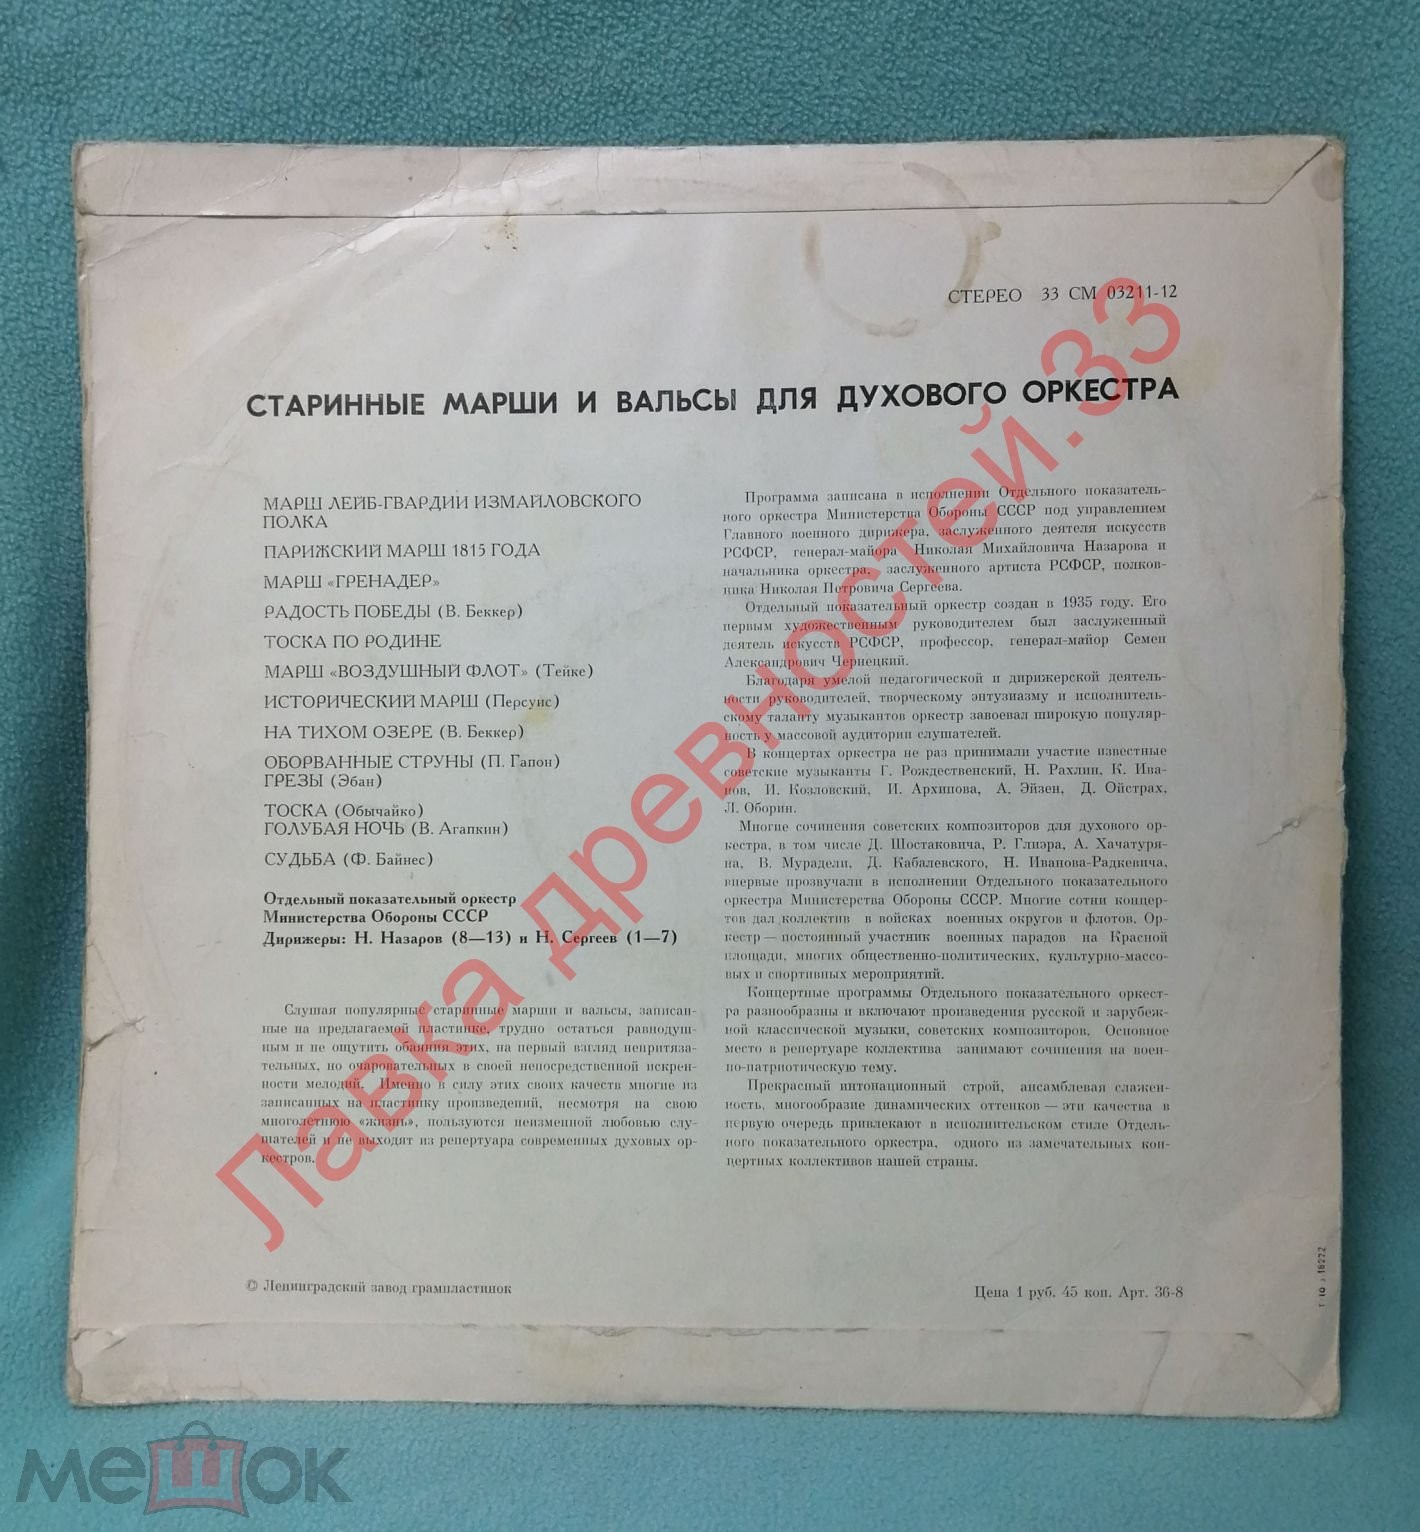 СТЕРЕО 33 СМ 03211-12
СТАРИННЫЕ МАРШИ И ВАЛЬСЫ ДЛЯ ДУХОВОГО ОРКЕСТРА
МАРШ ЛЕЙБ-ГВАРДИИ ИЗМАЙЛОВСКОГО
ПОЛКА
ПАРИЖСКИЙ МАРШ 1815 ГОДА
МАРШ «ГРЕНАДЕР»
РАДОСТЬ ПОБЕДЫ (В. Беккер)
ТОСКА ПО РОДИНЕ
МАРШ «ВОЗДУШНЫЙ ФЛОТ» (Тейке)
ИСТОРИЧЕСКИЙ МАРШ (Персуис)
НА ТИХОМ ОЗЕРЕ (В. Беккер)
ОБОРВАННЫЕ СТРУНЫ (П. Гапон)
ГРЕЗЫ (Эбан)
ТОСКА (Обычайко)
ГОЛУБАЯ НОЧЬ (В. Агапкин)
СУДЬБА (Ф. Байнес)
Отдельный показательный оркестр
Министерства Обороны СССР
Дирижеры: Н. Назаров (8—13) и Н. Сергеев (1—7)
Слушая популярные старинные марши и вальсы, записан-
ные на предлагаемой пластинке, трудно остаться равнодуш-
ным и не ощутить обаяния этих, на первый взгляд непритяза-
тельных, но очаровательных в своей непосредственной искрен-
ности мелодий. Именно в силу этих своих качеств многие из
записанных на пластинку произведений, несмотря на свою
многолетнюю «жизнь», пользуются неизменной любовью слу-
шателей и не выходят из репертуара современных духовых ор-
кестров.
Программа записана в исполнении Отдельного показатель-
ного оркестра Министерства Обороны СССР под управлением
Главного военного дирижера, заслуженного деятеля искусств
РСФСР, генерал-майора Николая Михайловича Назарова и
начальника оркестра, заслуженного артиста РСФСР, полков-
ника Николая Петровича Сергеева.
Отдельный показательный оркестр создан в 1935 году. Его
первым художественным руководителем был заслуженный
деятель искусств РСФСР, профессор, генерал-майор Семен
Александрович Чернецкий.
Благодаря умелой педагогической и дирижерской деятель-
ности руководителей, творческому энтузиазму и исполнитель-
скому таланту музыкантов оркестр завоевал широкую популяр-
ность у массовой аудитории слушателей.
В концертах оркестра не раз принимали участие известные
советские музыканты Г. Рождественский, Н. Рахлин, К. Ива-
нов, И. Козловский, И. Архипова, А. Эйзен, Д. Ойстрах,
Л. Оборин.
Многие сочинения советских композиторов для духового ор-
кестра, в том числе Д. Шостаковича, Р. Глиэра, А. Хачатуря-
на, В. Мурадели, Д. Кабалевского, Н. Иванова-Радкевича,
впервые прозвучали в исполнении Отдельного показательного
оркестра Министерства Обороны СССР. Многие сотни концер-
тов дал коллектив в войсках военных округов и флотов. Ор-
кестр — постоянный участник военных парадов на Красной
площади, многих общественно-политических, культурно-массо-
вых и спортивных мероприятий.
Концертные программы Отдельного показательного оркест-
ра разнообразны и включают произведения русской и зарубеж-
ной классической музыки, советских композиторов. Основное
место в репертуаре коллектива занимают сочинения на воен-
но-патриотическую тему.
Прекрасный интонационный строй, ансамблевая слажен-
ность, многообразие динамических оттенков — эти качества в
первую очередь привлекают в исполнительском стиле Отдель-
ного показательного оркестра, одного из замечательных кон-
цертных коллективов нашей страны.
© Ленинградский завод грампластинок
Цена 1 руб. 45 коп. Арт. 36-8
Лавка древностей.33
мешок